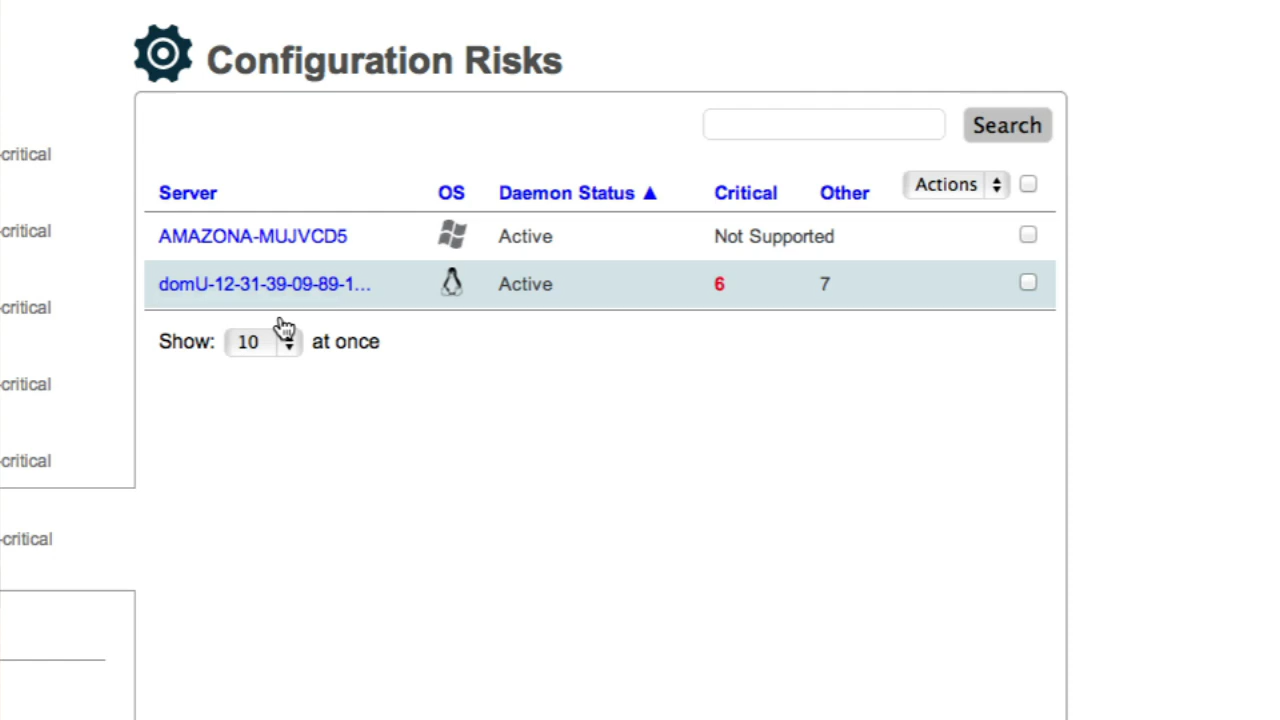 Configuration Risks
Search
-critical
Server OS Daemon Status ▲ Critical Other Actions
AMAZONA-MUJVCD5 Active Not Supported
-critical
domU-12-31-39-09-89-1... Active 6 7
-critical
Show: 10 at once
-critical
-critical
-critical